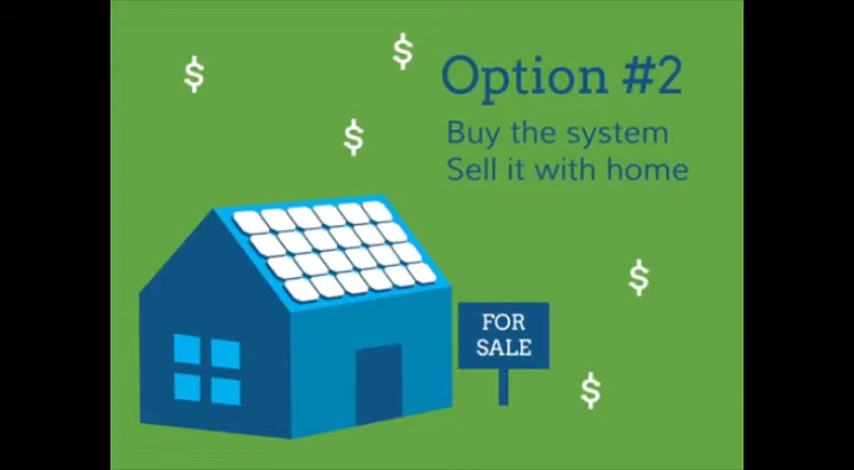 $
$
Option #2
$
Buy the system
Sell it with home
$
FOR
SALE
$